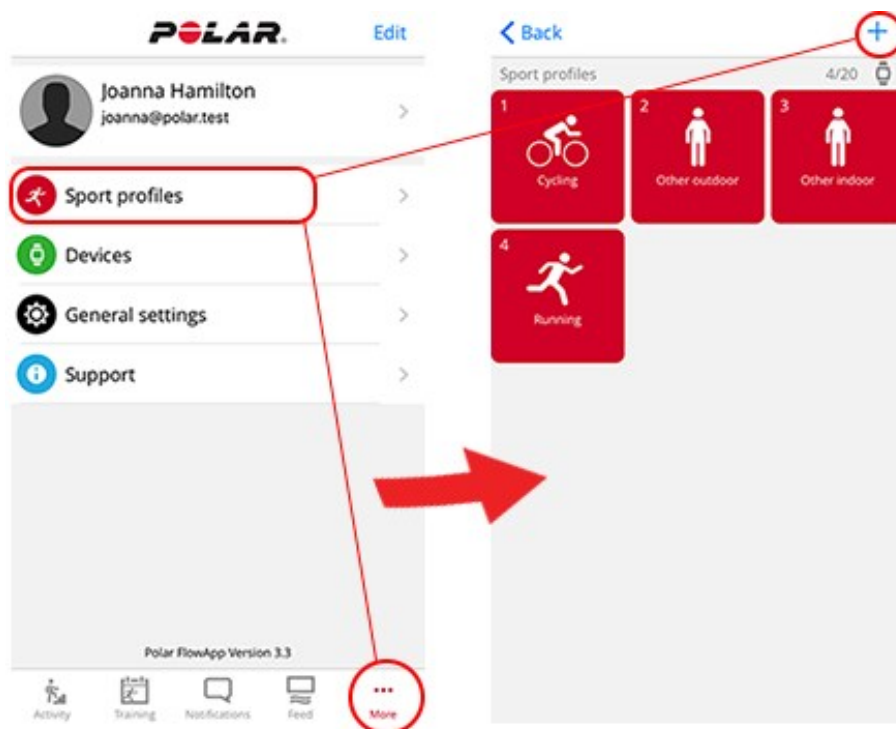 POLAR.
Edit
Joanna Hamilton
joanna@polar.test
Sport profiles
Devices
General settings
Support
Polar FlowApp Version 3.3
Activity
Training
Notifications
Feed
More
Back
+
Sport profiles 4/20
1
Cycling
2
Other outdoor
3
Other indoor
4
Running